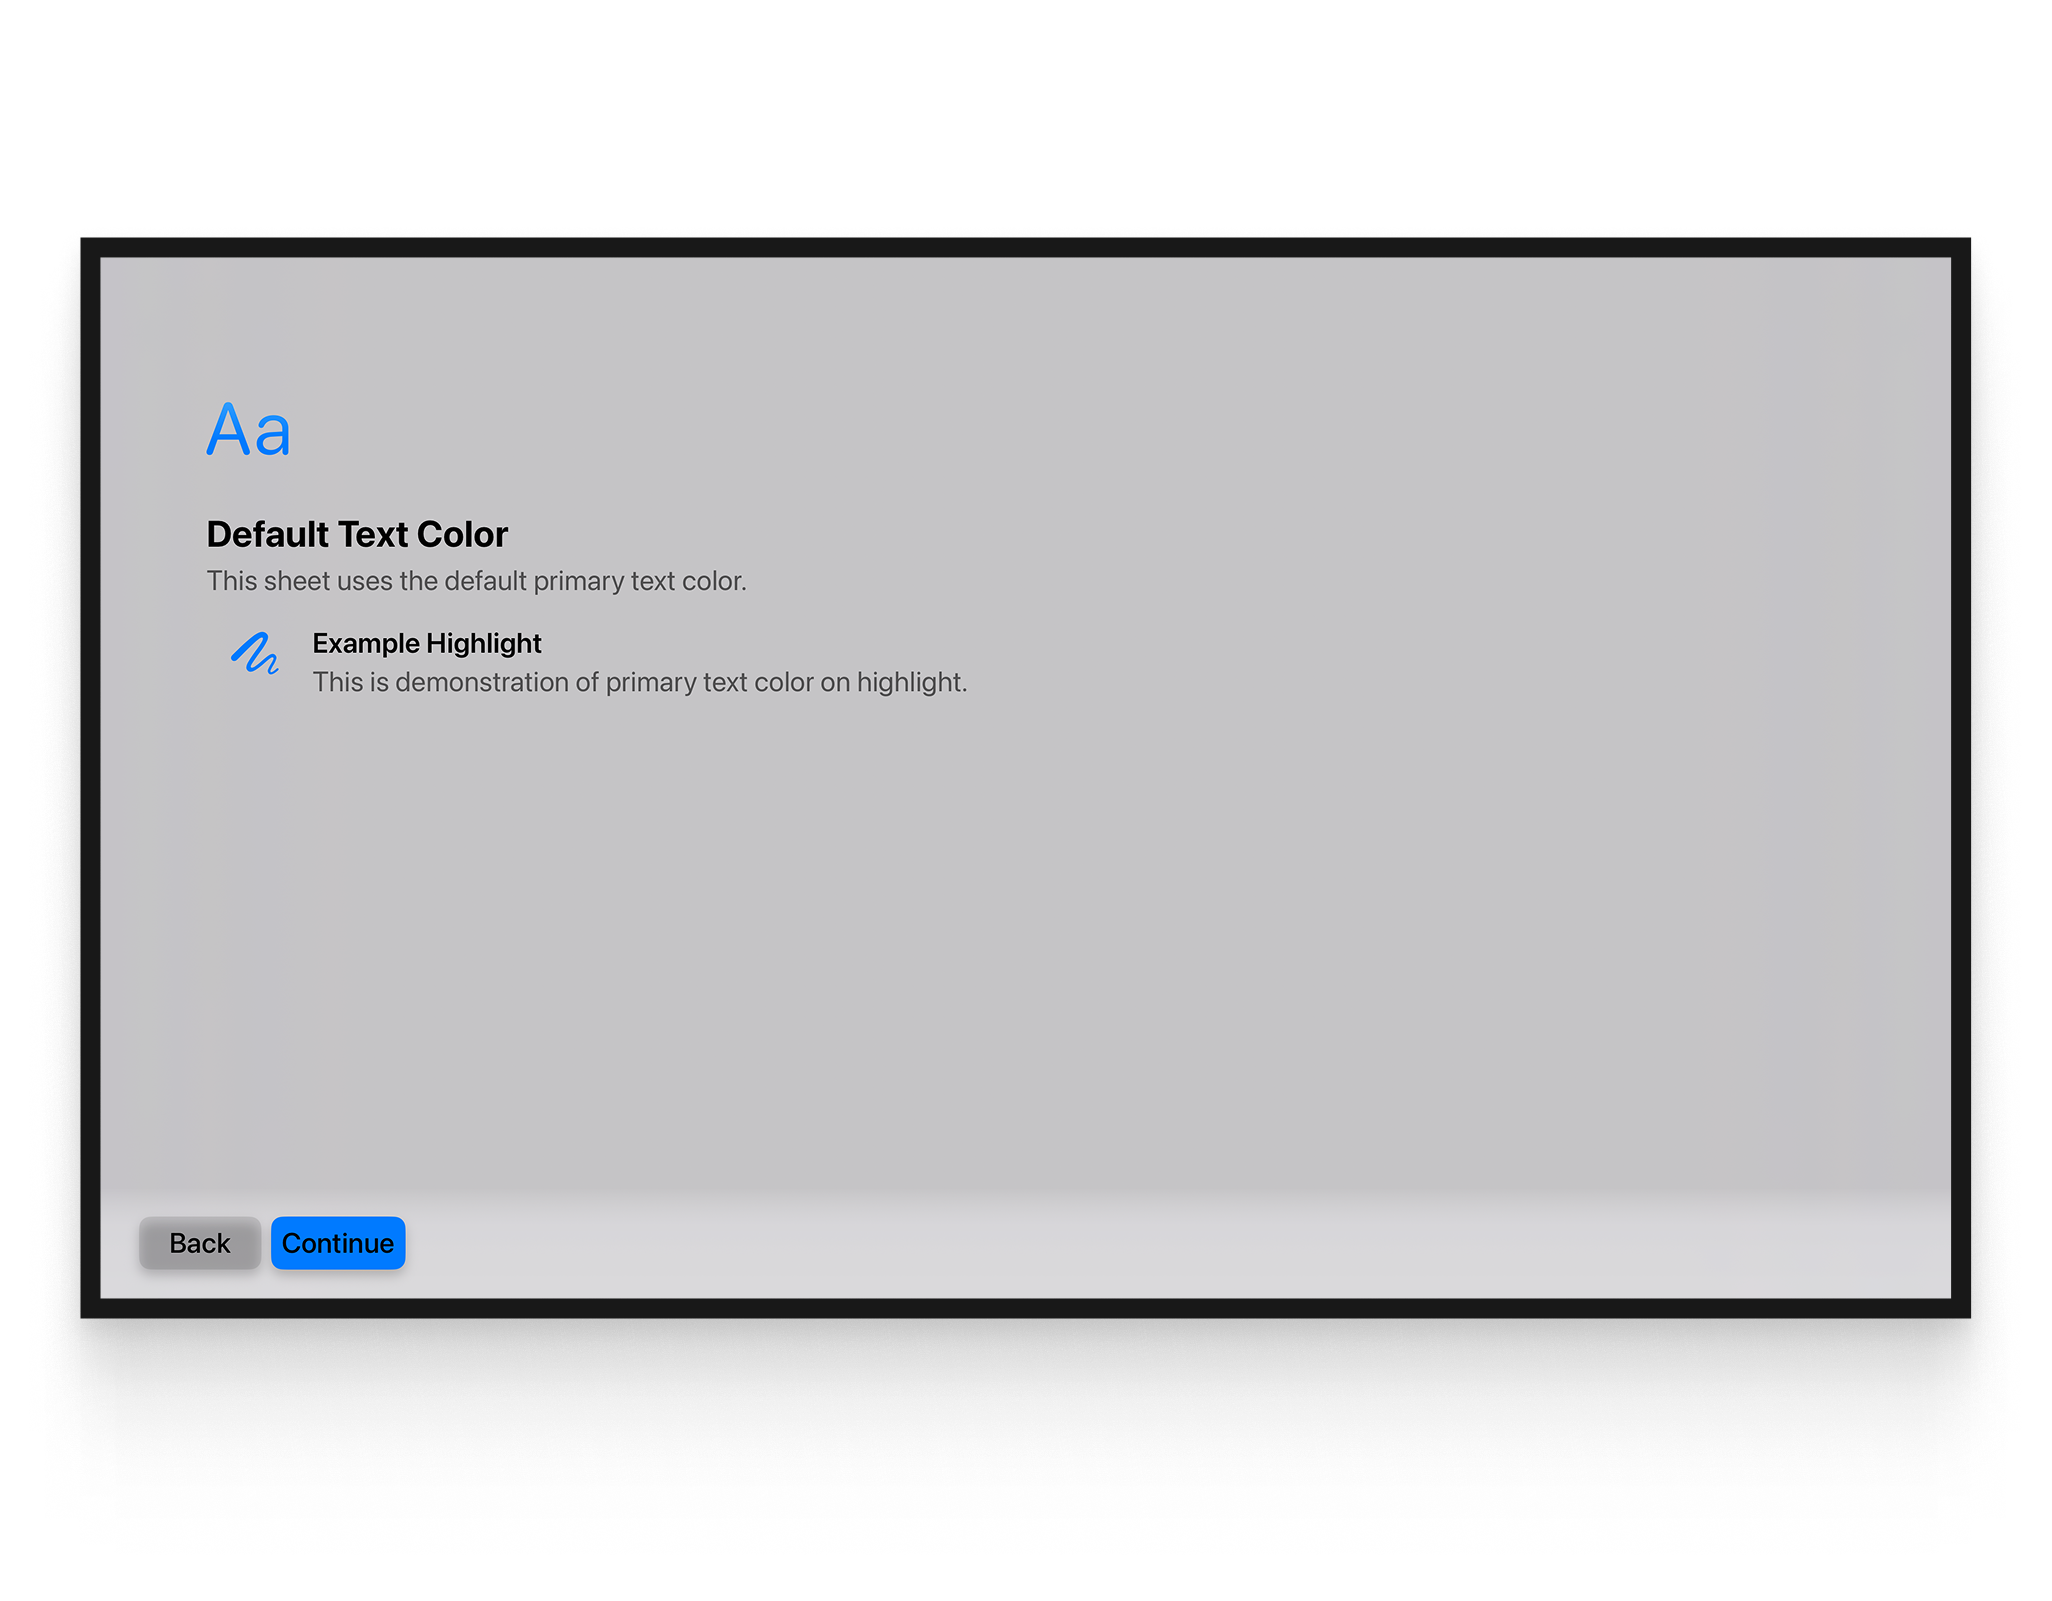 Aa
Default Text Color
This sheet uses the default primary text color.
Example Highlight
This is demonstration of primary text color on highlight.
Back
Continue